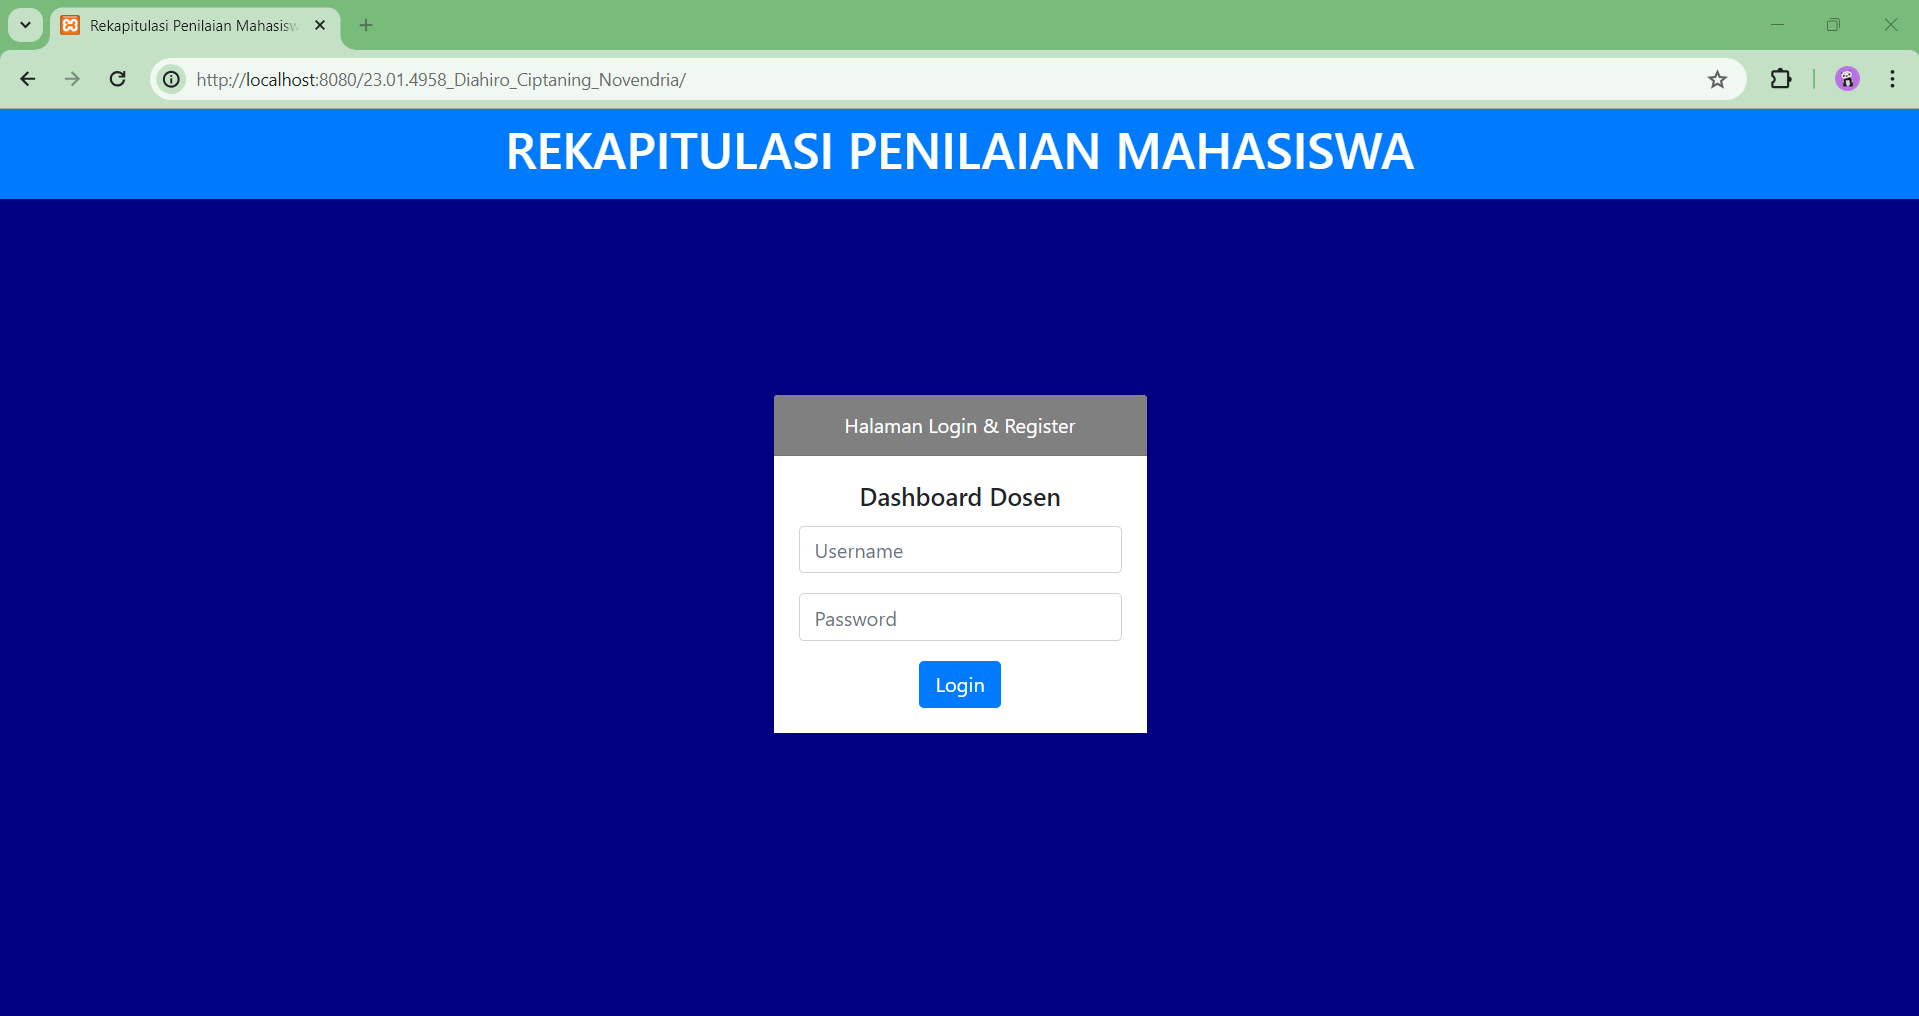 Rekapitulasi Penilaian Mahasisw
http://localhost:8080/23.01.4958_Diahiro_Ciptaning_Novendria/
REKAPITULASI PENILAIAN MAHASISWA
Halaman Login & Register
Dashboard Dosen
Username
Password
Login